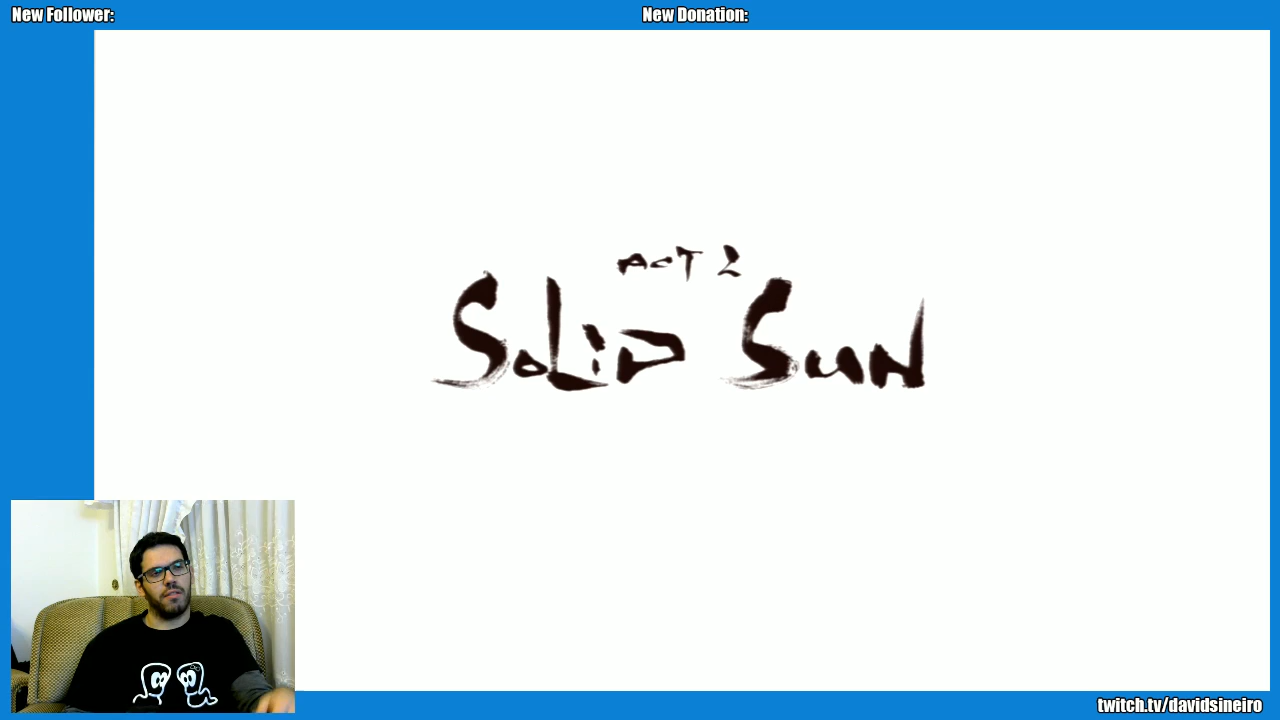 New Follower:
New Donation:
ACT 2
SOLID SUN
twitch.tv/davidsineiro